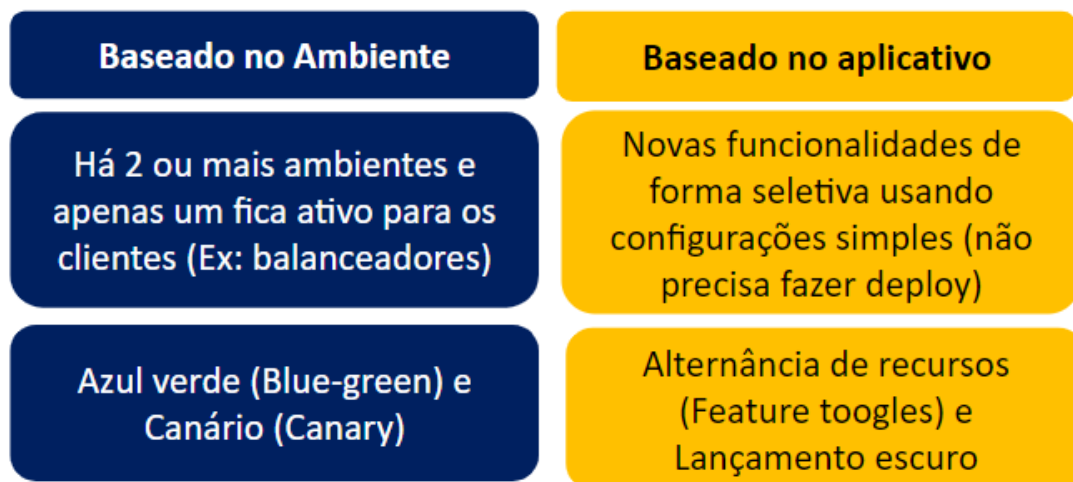 Baseado no Ambiente
Há 2 ou mais ambientes e
apenas um fica ativo para os
clientes (Ex: balanceadores)
Azul verde (Blue-green) e
Canário (Canary)
Baseado no aplicativo
Novas funcionalidades de
forma seletiva usando
configurações simples (não
precisa fazer deploy)
Alternância de recursos
(Feature toogles) e
Lançamento escuro